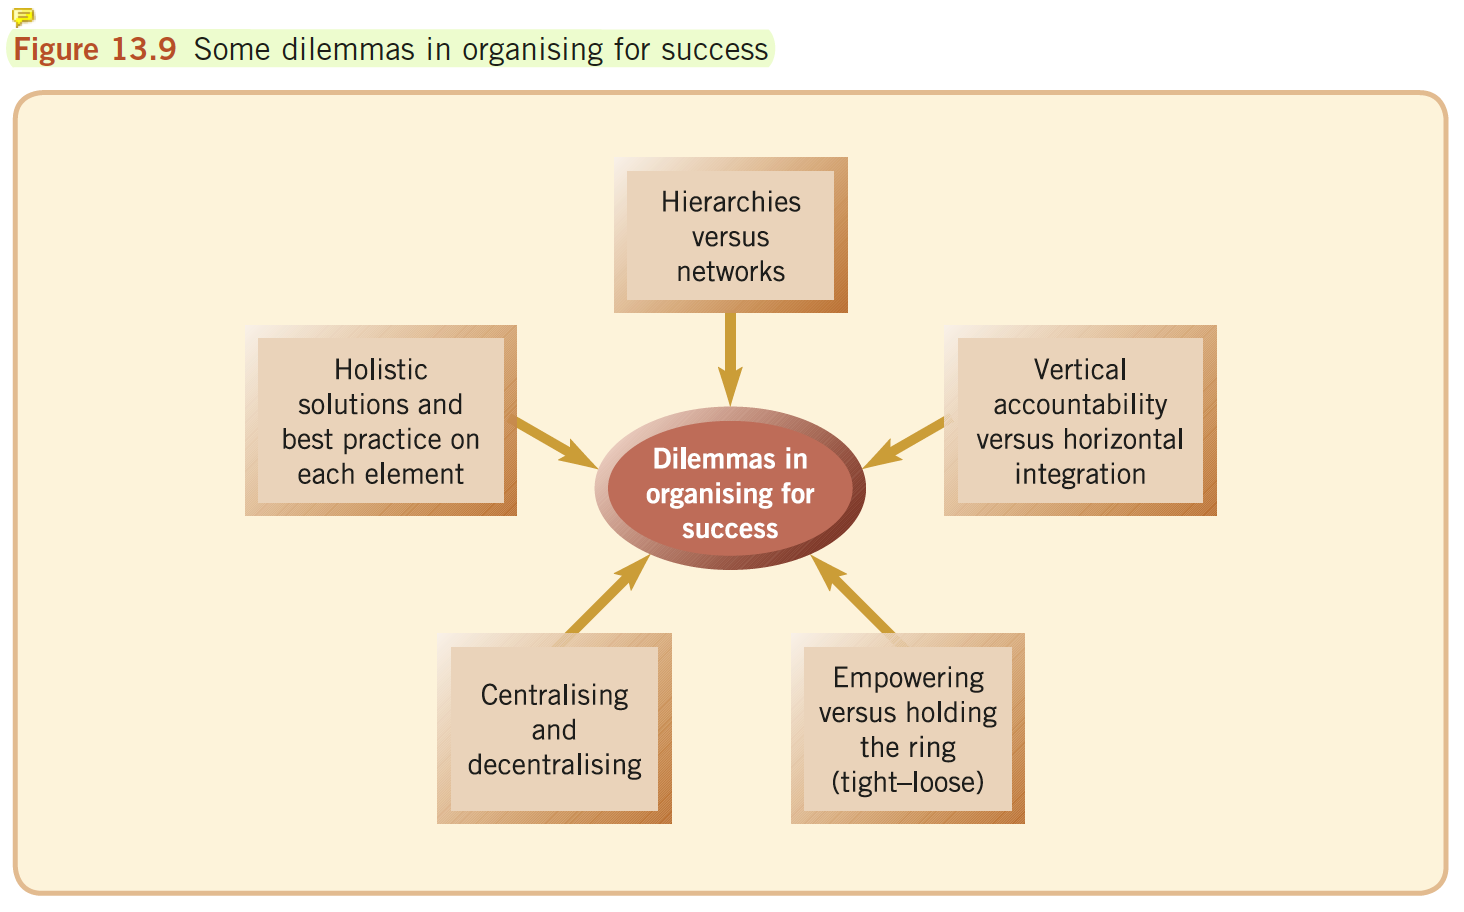 Figure 13.9 Some dilemmas in organising for success
Hierarchies
versus
networks
Holistic
solutions and
best practice on
each element
Vertical
accountability
versus horizontal
integration
Dilemmas in
organising for
success
Centralising
and
decentralising
Empowering
versus holding
the ring
(tight–loose)